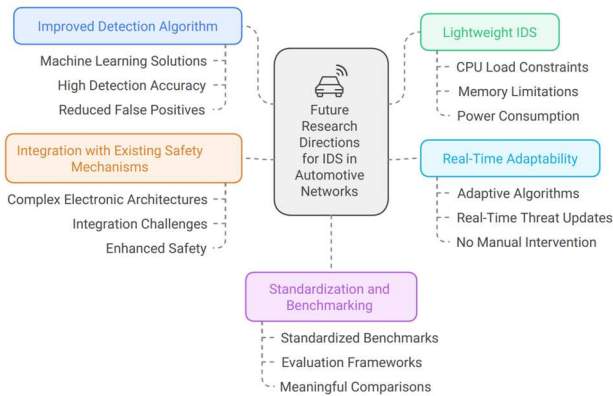 Improved Detection Algorithm
Machine Learning Solutions
High Detection Accuracy
Reduced False Positives
Integration with Existing Safety
Mechanisms
Complex Electronic Architectures
Integration Challenges
Enhanced Safety
Future
Research
Directions
for IDS in
Automotive
Networks
Lightweight IDS
CPU Load Constraints
Memory Limitations
Power Consumption
Real-Time Adaptability
Adaptive Algorithms
Real-Time Threat Updates
No Manual Intervention
Standardization and
Benchmarking
Standardized Benchmarks
Evaluation Frameworks
Meaningful Comparisons